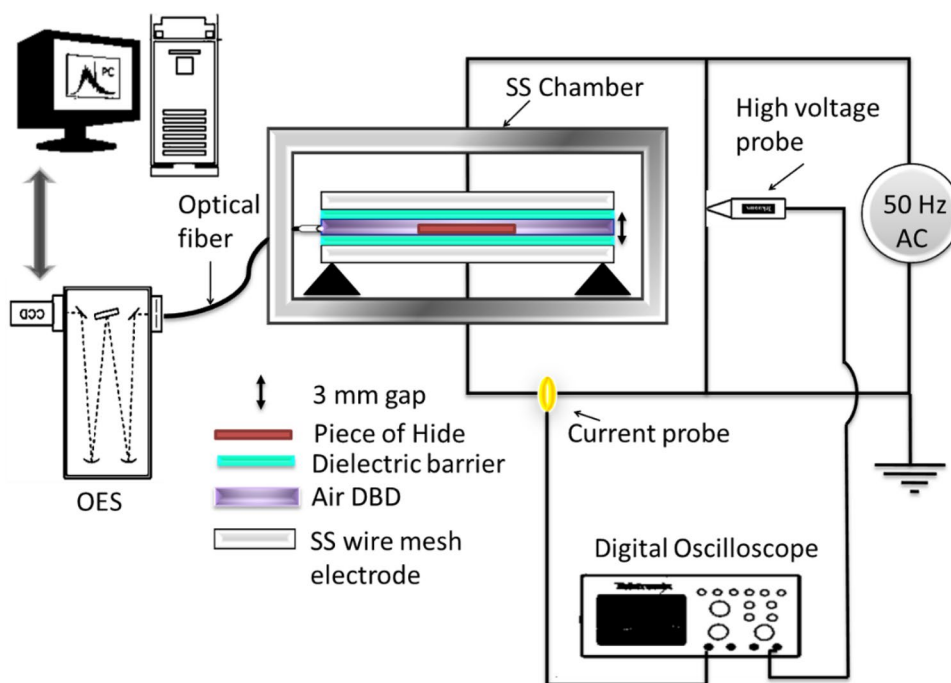 PC
SS Chamber
High voltage
probe
Optical
fiber
50 Hz
AC
CCD
3 mm gap
Piece of Hide
Current probe
Dielectric barrier
OES
Air DBD
SS wire mesh
electrode
Digital Oscilloscope
Tektronix